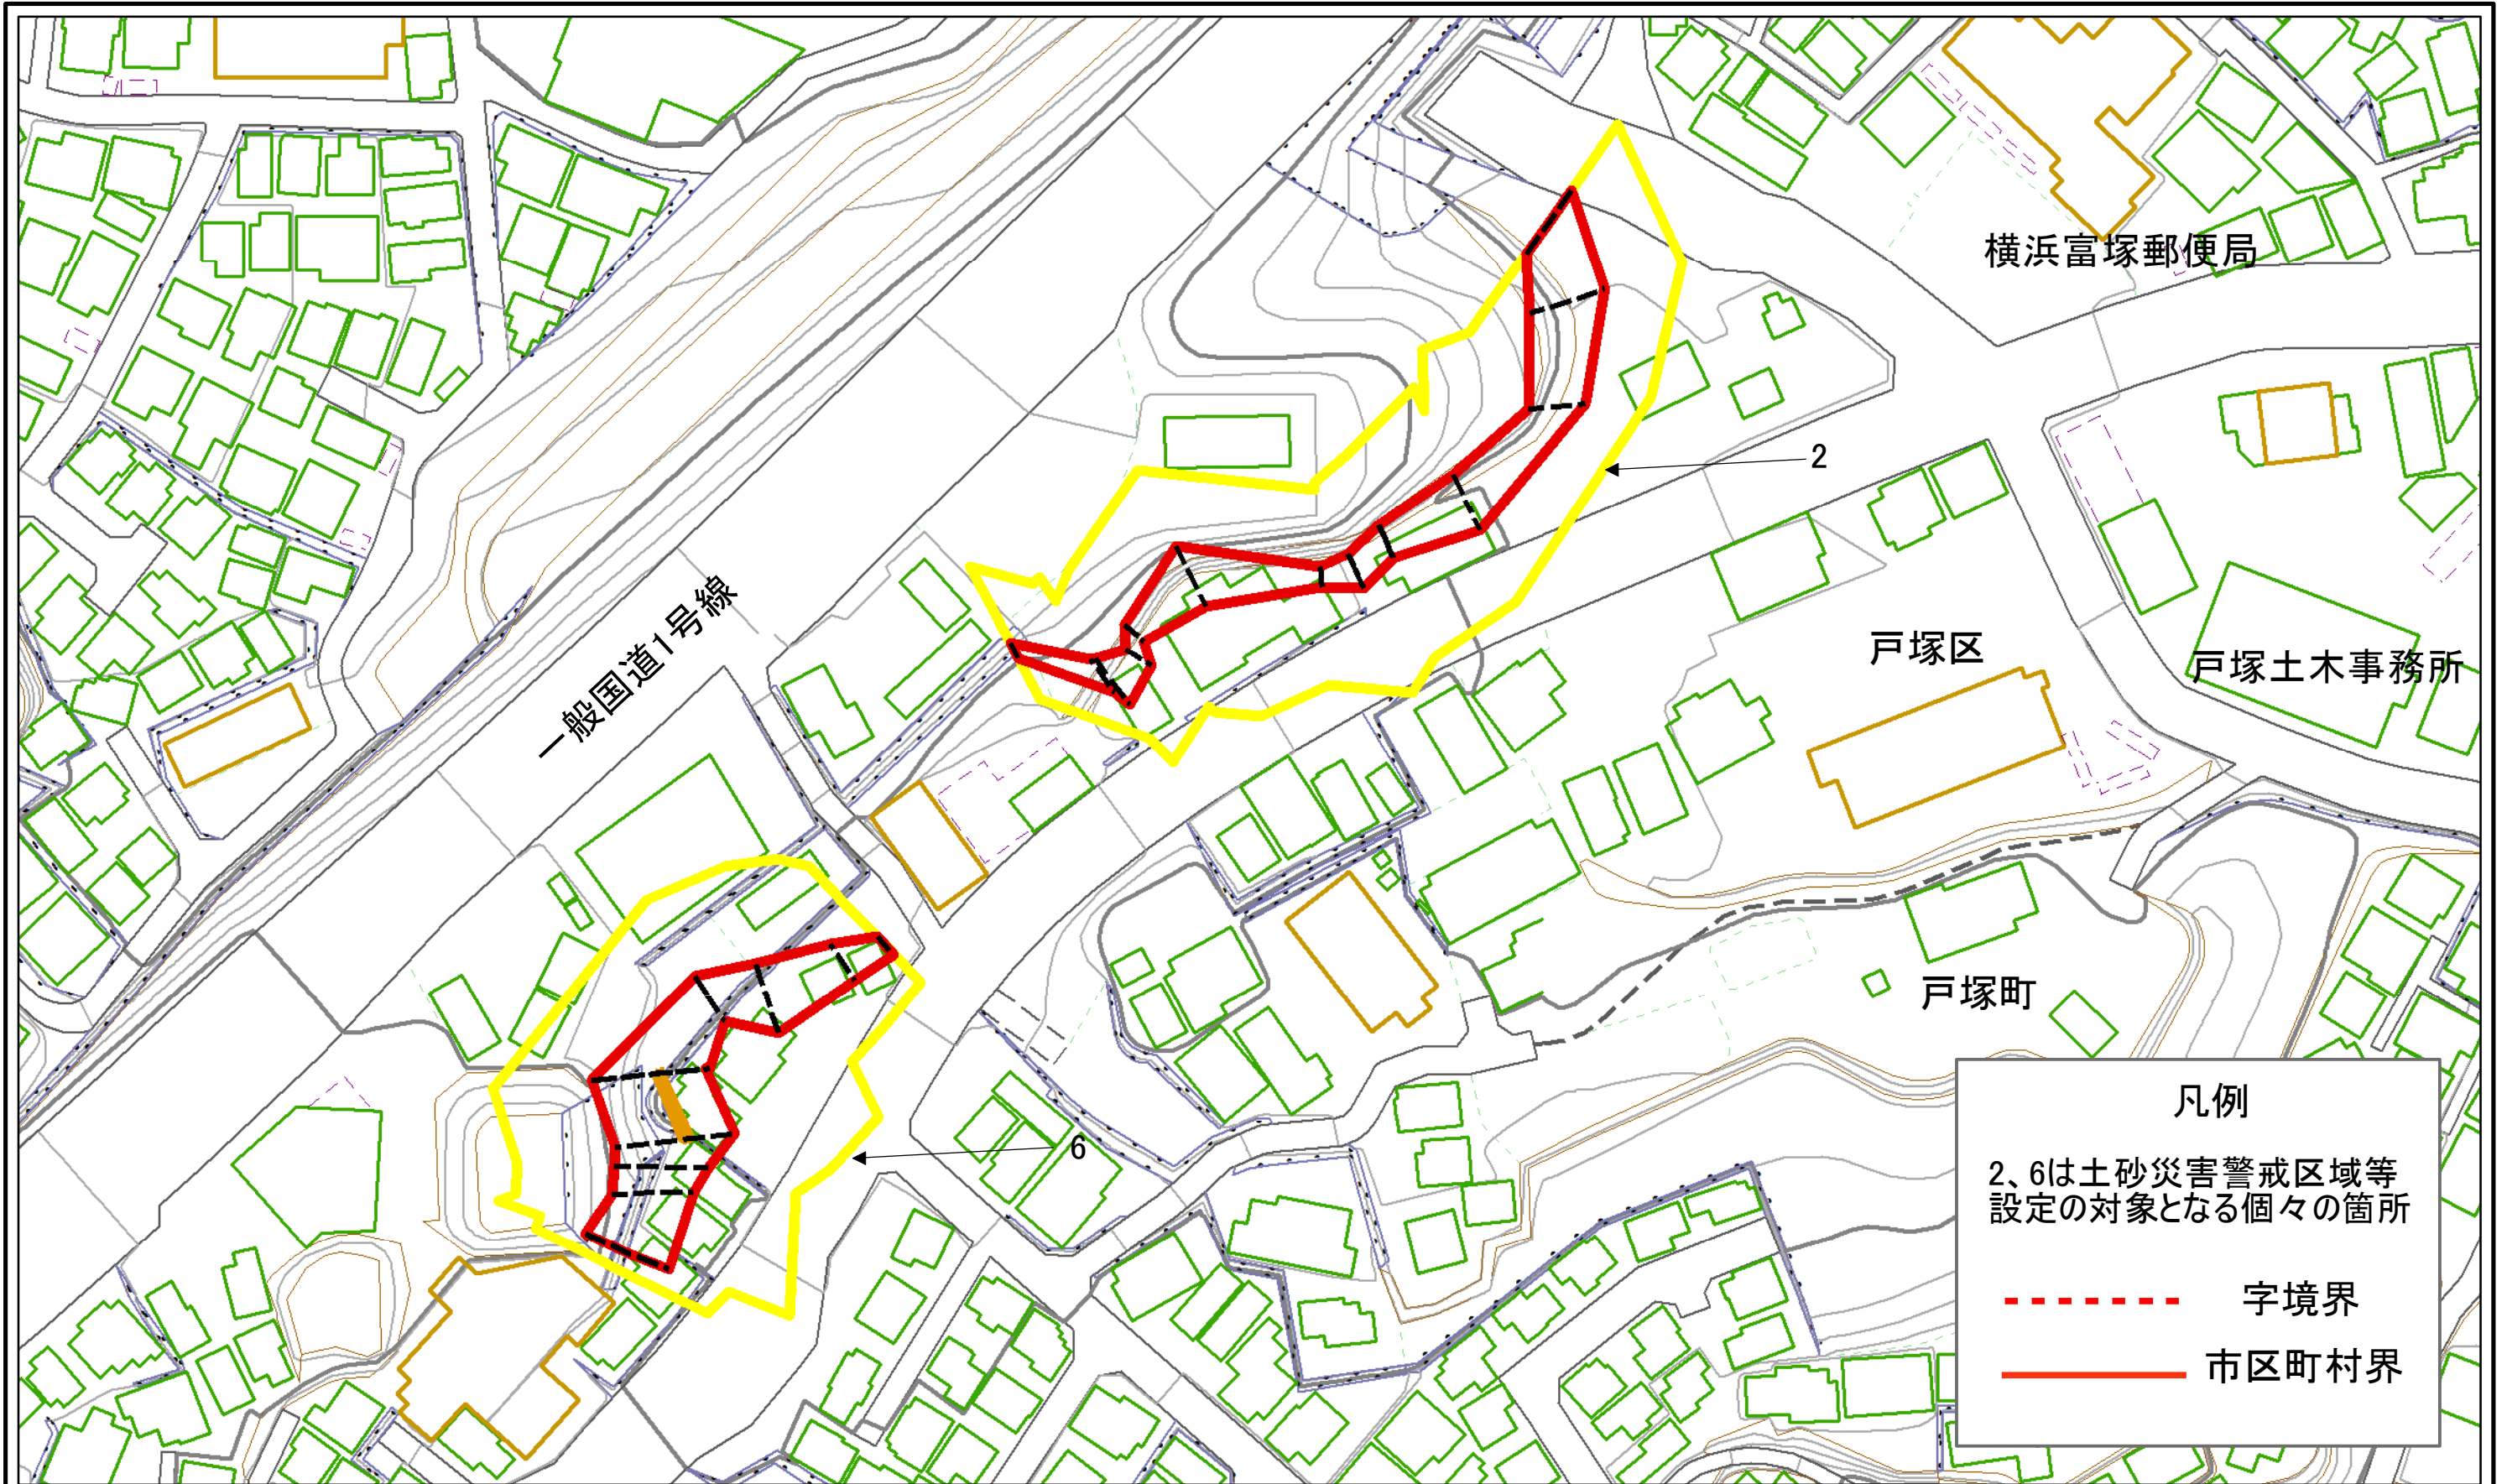 横浜富塚郵便局
2
一般国道1号線
戸塚区
戸塚土木事務所
戸塚町
6
凡例
2、6は土砂災害警戒区域等
設定の対象となる個々の箇所
字境界
市区町村界